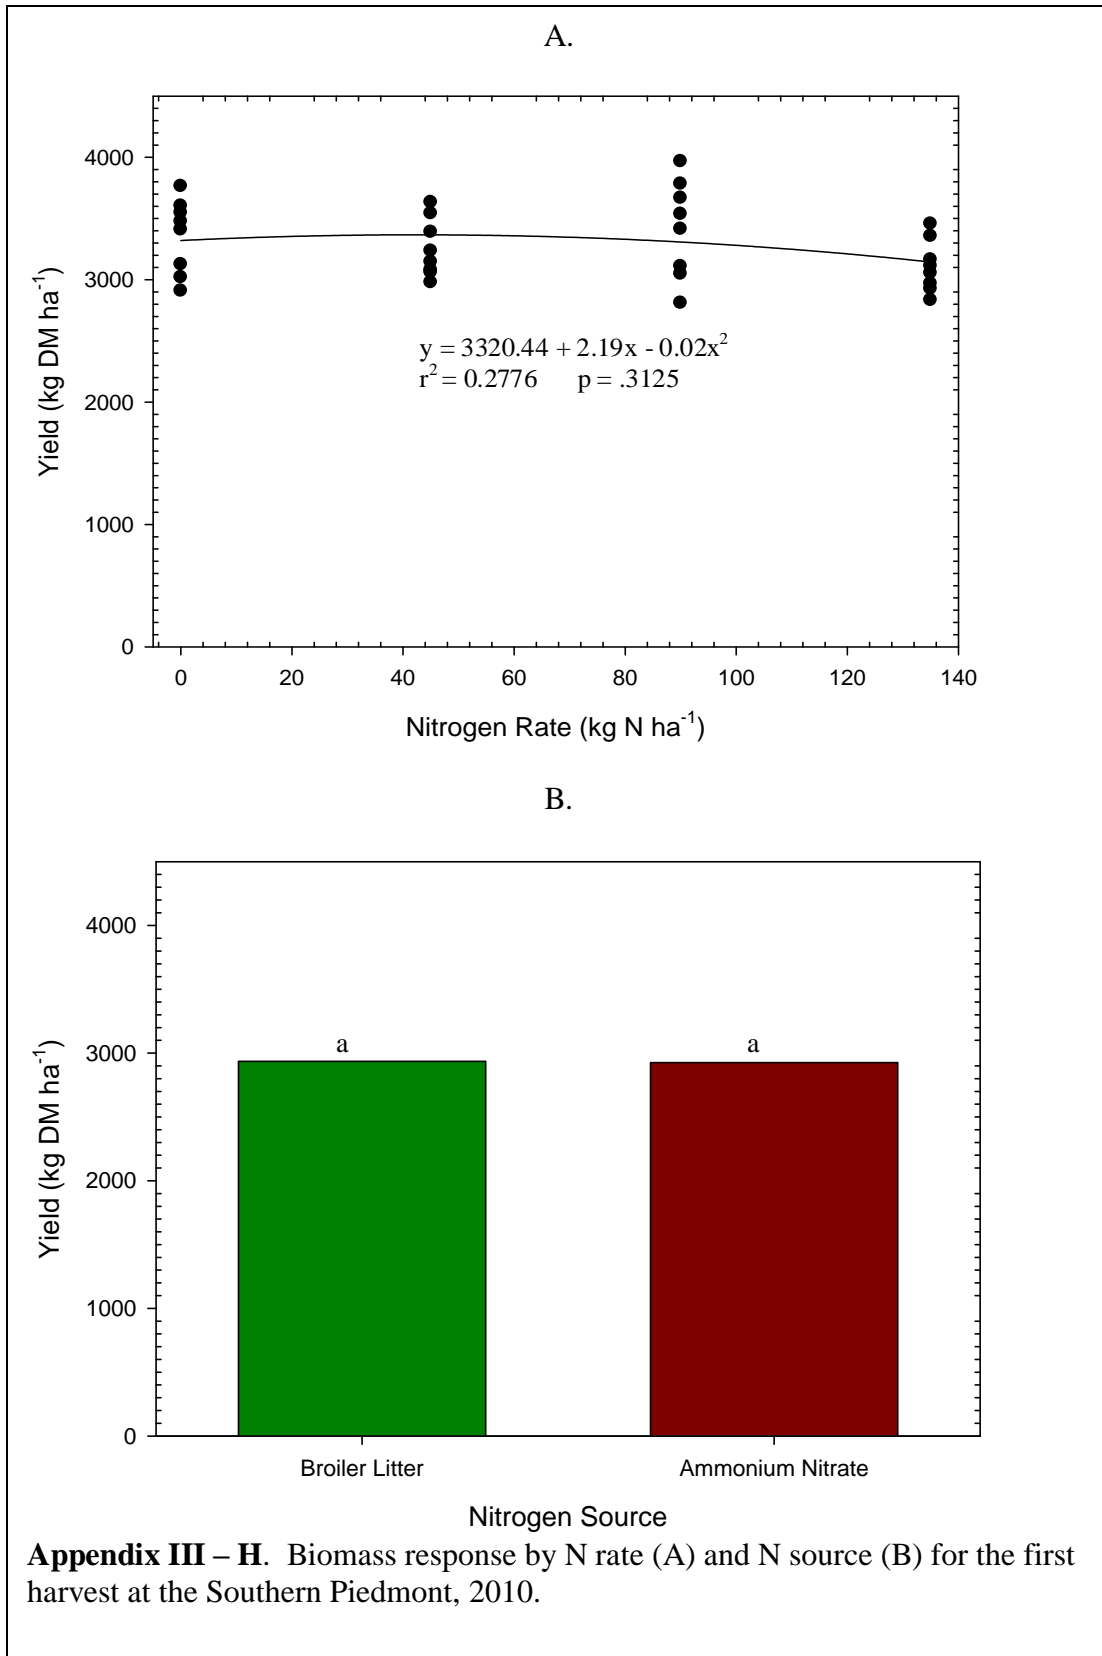 A.
4000
3000
2000
1000
0
Yield (kg DM ha⁻¹)
y = 3320.44 + 2.19x - 0.02x²
r² = 0.2776 p = .3125
0 20 40 60 80 100 120 140
Nitrogen Rate (kg N ha⁻¹)
B.
4000
3000
2000
1000
0
Yield (kg DM ha⁻¹)
a a
Broiler Litter Ammonium Nitrate
Nitrogen Source
Appendix III – H. Biomass response by N rate (A) and N source (B) for the first
harvest at the Southern Piedmont, 2010.